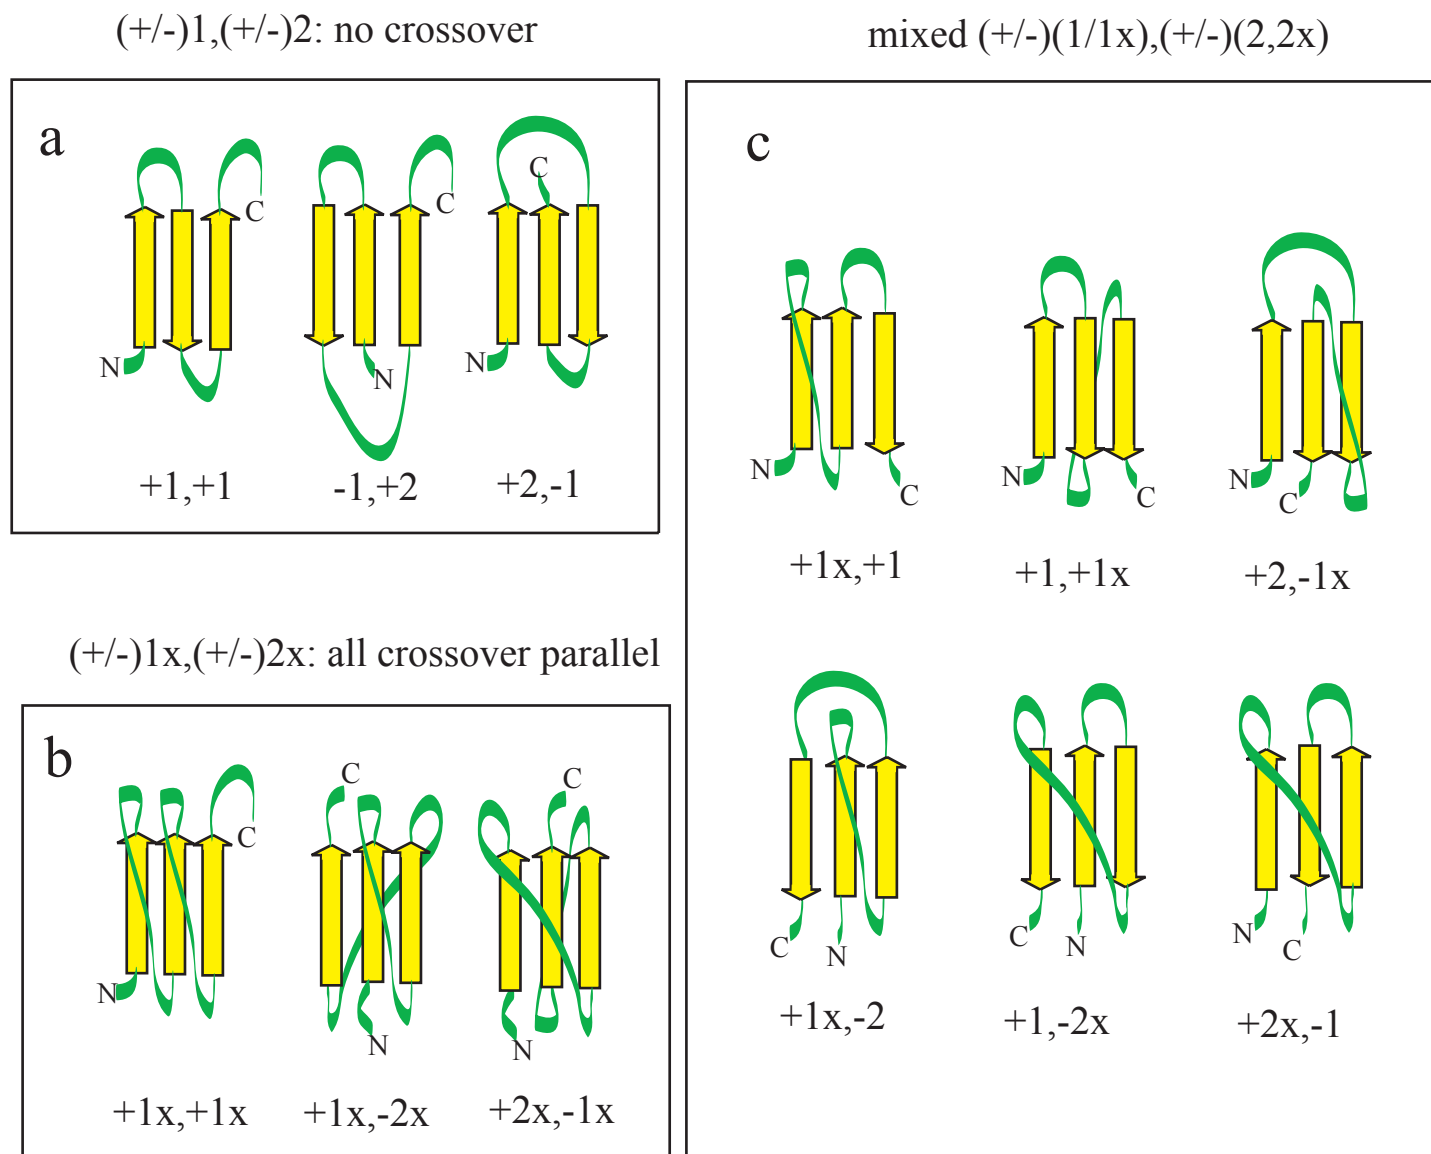 (+/-)1,(+/-)2: no crossover
a
C
C
C
N
N
N
+1,+1
-1,+2
+2,-1
(+/-)1x,(+/-)2x: all crossover parallel
b
C
C
C
N
N
N
+1x,+1x
+1x,-2x
+2x,-1x
mixed (+/-)(1/1x),(+/-)(2,2x)
c
N
C
N
C
N
C
+1x,+1
+1,+1x
+2,-1x
C
N
C
N
N
C
+1x,-2
+1,-2x
+2x,-1